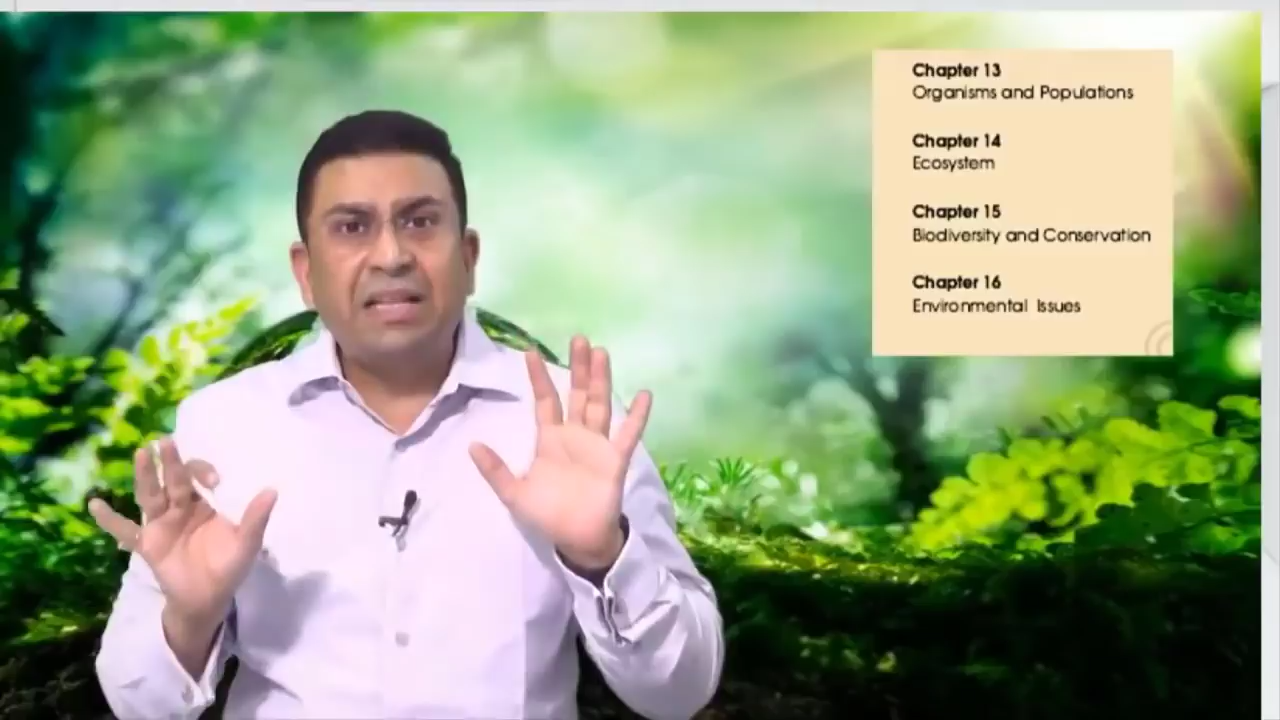 Chapter 13
Organisms and Populations
Chapter 14
Ecosystem
Chapter 15
Biodiversity and Conservation
Chapter 16
Environmental Issues